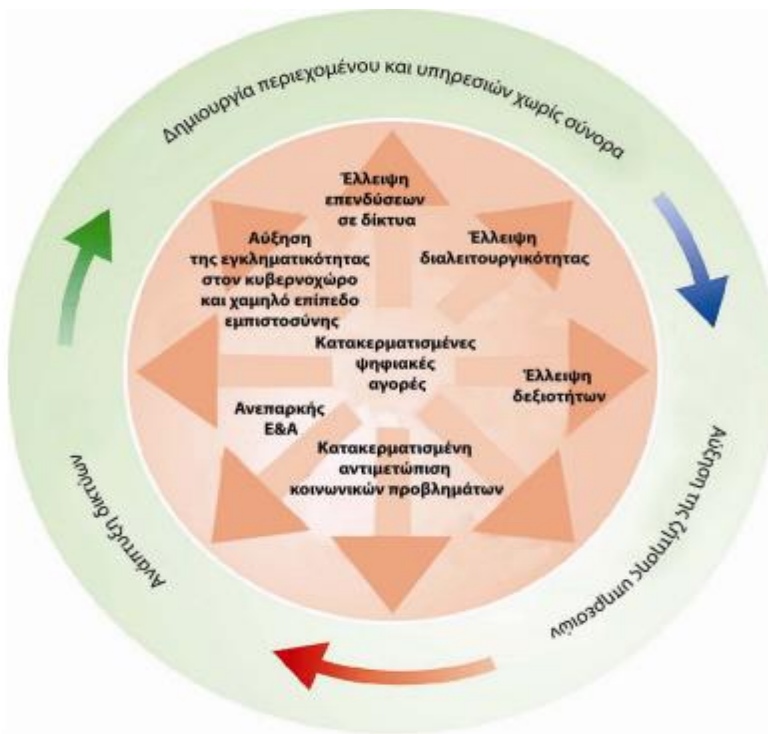 Δημιουργία περιεχομένου και υπηρεσιών χωρίς σύνορα
Έλλειψη
επενδύσεων
σε δίκτυα
Αύξηση
της εγκληματικότητας
στον κυβερνοχώρο
και χαμηλό επίπεδο
εμπιστοσύνης
Έλλειψη
διαλειτουργικότητας
Κατακερματισμένες
ψηφιακές
αγορές
Έλλειψη
δεξιοτήτων
Ανεπαρκής
Ε&Α
Κατακερματισμένη
αντιμετώπιση
κοινωνικών προβλημάτων
Αύξηση της ζήτησης υπηρεσιών
Ανάπτυξη δικτύων